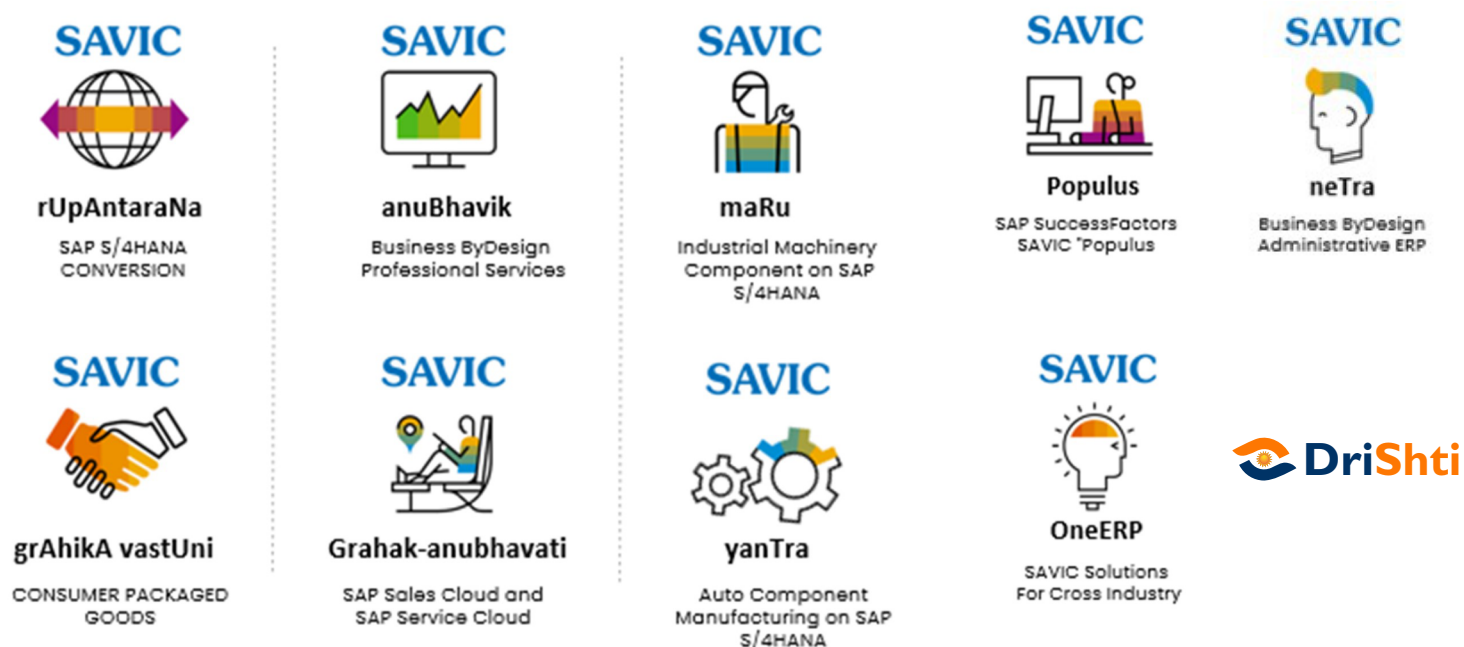 SAVIC
rUpAntaraNa
SAP S/4HANA
CONVERSION
SAVIC
anuBhavik
Business ByDesign
Professional Services
SAVIC
maRu
Industrial Machinery
Component on SAP
S/4HANA
SAVIC
Populus
SAP SuccessFactors
SAVIC "Populus
SAVIC
neTra
Business ByDesign
Administrative ERP
SAVIC
grAhikA vastUni
CONSUMER PACKAGED
GOODS
SAVIC
Grahak-anubhavati
SAP Sales Cloud and
SAP Service Cloud
SAVIC
yanTra
Auto Component
Manufacturing on SAP
S/4HANA
SAVIC
OneERP
SAVIC Solutions
For Cross Industry
DriShti